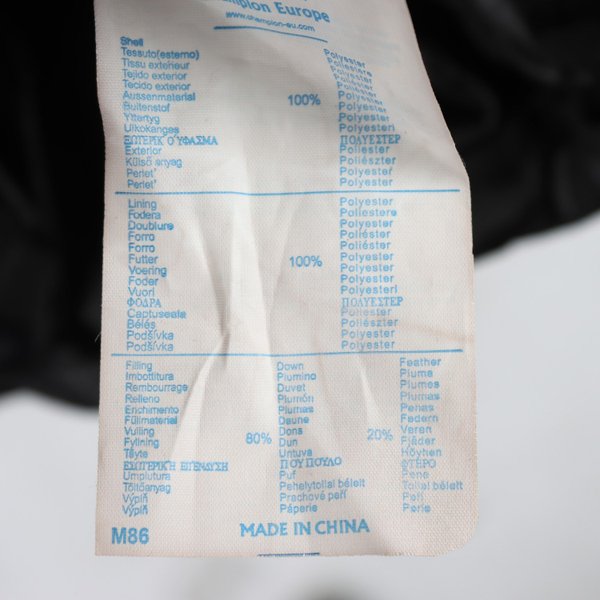 Champion Europe
www.champion-eu.com
Shell Polyester
Tessuto(esterno) Poliestere
Tissu exterieur Polyester
Tejido exterior Poliéster
Tecido exterior Poliéster
Aussenmaterial Polyester
Buitenstof 100% Polyester
Yttertyg Polyester
Ulkokangas Polyesteri
ΕΞΩΤΕΡΙΚ Ο ΎΦΑΣΜΑ ΠΟΛΥΕΣΤΕΡ
Exterior Poliester
Külső anyag Poliészter
Perlet' Polyester
Perlet' Polyester
Lining Polyester
Fodera Poliestere
Doublure Polyester
Forro Poliéster
Forro Poliéster
Futter Polyester
Voering 100% Polyester
Foder Polyester
Vuori Polyesteri
ΦΟΔΡΑ ΠΟΛΥΕΣΤΕΡ
Captuseala Poliester
Bélés Poliészter
Podšívka Polyester
Podšívka Polyester
Filling Down Feather
Imbottitura Piumino Piume
Rembourrage Duvet Plumes
Relleno Plumón Plumas
Enrichimento Plumas Penas
Füllmaterial Daune Federn
Vulling 80% Dons 20% Veren
Fyllning Dun Fjäder
Täyte Untuva Höyhen
ΕΣΩΤΕΡΙΚΗ ΕΠΕΝΔΥΣΗ ΠΟΥΠΟΥΛΟ ΦΤΕΡΟ
Umplutura Puf Pene
Töltőanyag Pehelytollal bélelt Tollal bélelt
Výplň Prachové peří Peří
Výplň Páperie Perie
M86 MADE IN CHINA